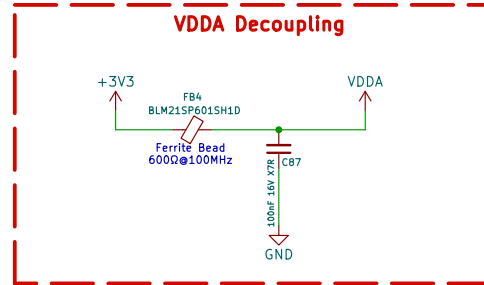 VDDA Decoupling
+3V3
FB4
BLM21SP601SH1D
Ferrite Bead
600Ω@100MHz
VDDA
C87
100nF 16V X7R
GND